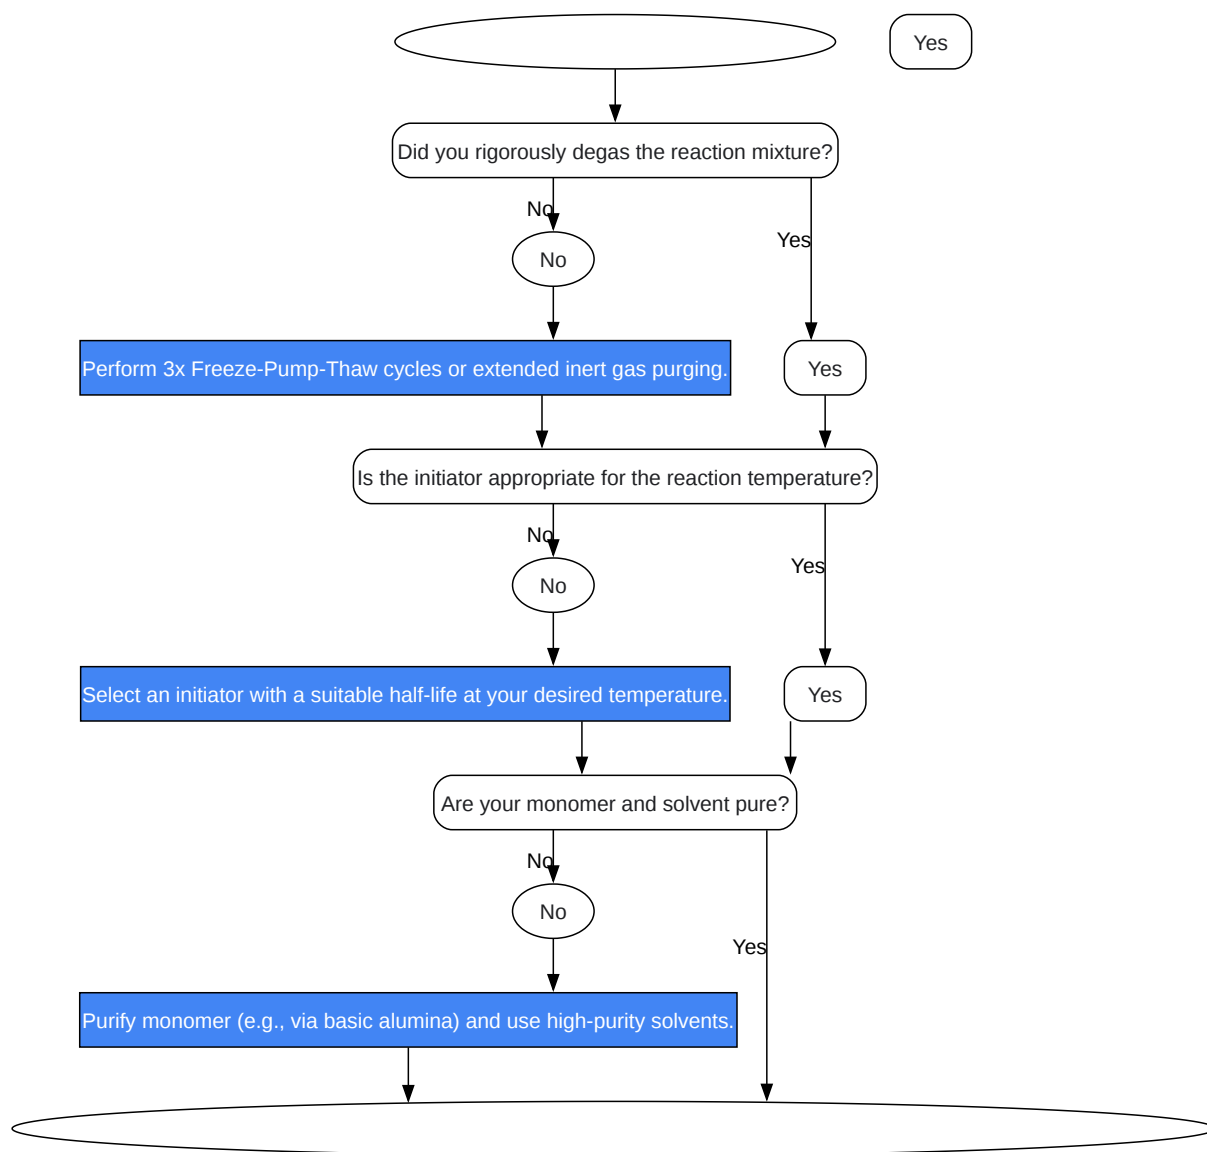 Yes
Did you rigorously degas the reaction mixture?
No
Yes
No
Perform 3x Freeze-Pump-Thaw cycles or extended inert gas purging.
Yes
Is the initiator appropriate for the reaction temperature?
No
Yes
No
Select an initiator with a suitable half-life at your desired temperature.
Yes
Are your monomer and solvent pure?
No
No
Yes
Purify monomer (e.g., via basic alumina) and use high-purity solvents.